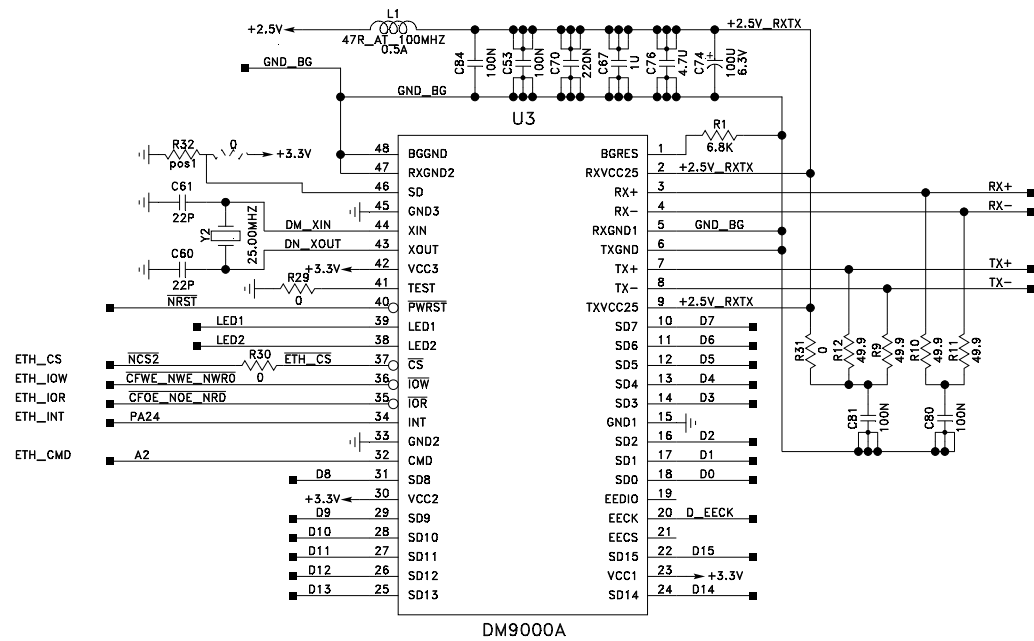 L1
+2.5V
47R_AT_100MHZ
0.5A
+2.5V_RXTX
C84 100N
C53 100N
C70 220N
C67 1U
C76 4.7U
C74 100U 6.3V
GND_BG
GND_BG
U3
R1
6.8K
R32
pos1
0
+3.3V
C61
22P
Y2
25.00MHZ
C60
22P
DM_XIN
DN_XOUT
+3.3V
R29
0
NRST
LED1
LED2
ETH_CS NCS2 R30 0 ETH_CS
ETH_IOW CFWE_NWE_NWR0
ETH_IOR CFOE_NOE_NRD
ETH_INT PA24
ETH_CMD A2
D8
+3.3V
D9
D10
D11
D12
D13
48 BGGND
47 RXGND2
46 SD
45 GND3
44 XIN
43 XOUT
42 VCC3
41 TEST
40 PWRST
39 LED1
38 LED2
37 CS
36 IOW
35 IOR
34 INT
33 GND2
32 CMD
31 SD8
30 VCC2
29 SD9
28 SD10
27 SD11
26 SD12
25 SD13
BGRES 1
RXVCC25 2 +2.5V_RXTX
RX+ 3 RX+
RX- 4 RX-
RXGND1 5 GND_BG
TXGND 6
TX+ 7 TX+
TX- 8 TX-
TXVCC25 9 +2.5V_RXTX
SD7 10 D7
SD6 11 D6
SD5 12 D5
SD4 13 D4
SD3 14 D3
GND1 15
SD2 16 D2
SD1 17 D1
SD0 18 D0
EEDIO 19
EECK 20 D_EECK
EECS 21
SD15 22 D15
VCC1 23 +3.3V
SD14 24 D14
R31 0
R12 49.9
R9 49.9
R10 49.9
R11 49.9
C81 100N
C80 100N
DM9000A